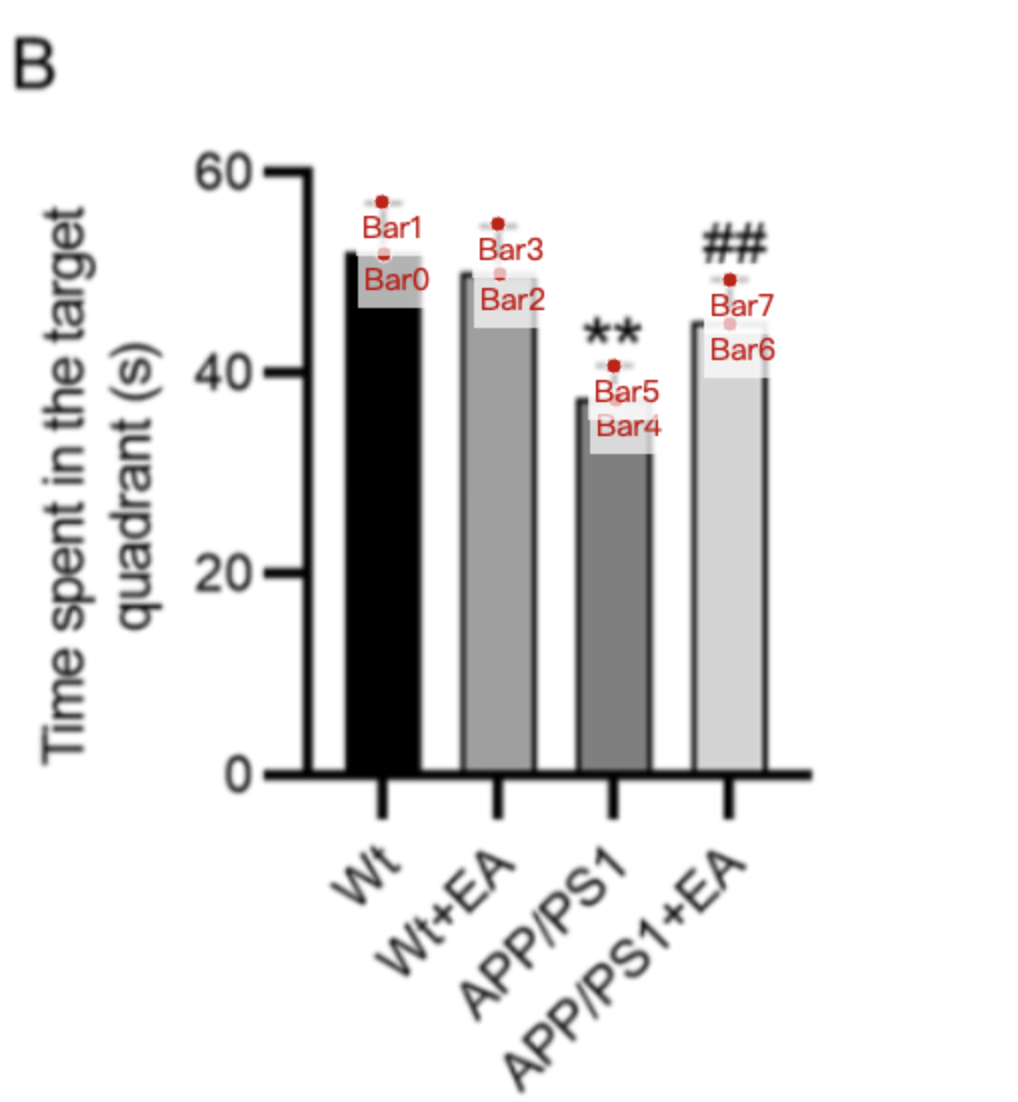 B
Time spent in the target
quadrant (s)
60
40
20
0
Bar1
Bar0
Bar3
Bar2
**
Bar5
Bar4
##
Bar7
Bar6
Wt
Wt+EA
APP/PS1
APP/PS1+EA